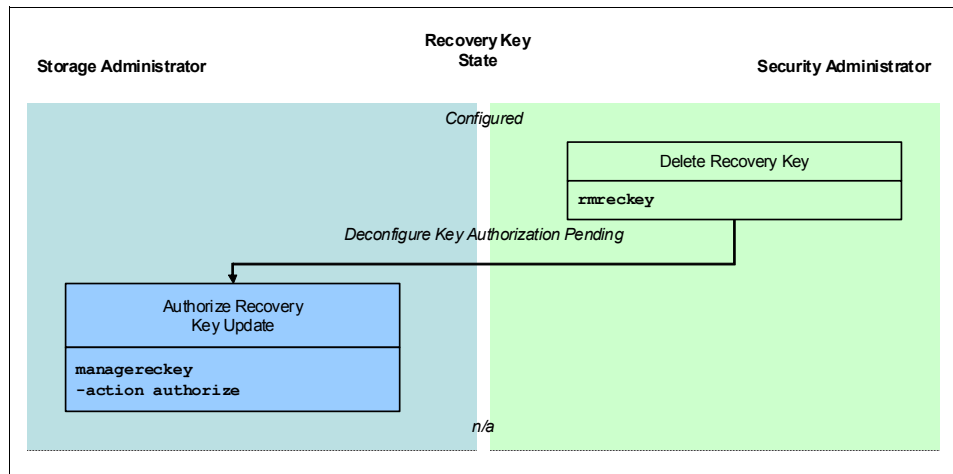 Recovery Key
State
Storage Administrator
Security Administrator
Configured
Delete Recovery Key
rmreckey
Deconfigure Key Authorization Pending
Authorize Recovery
Key Update
managereckey
-action authorize
n/a